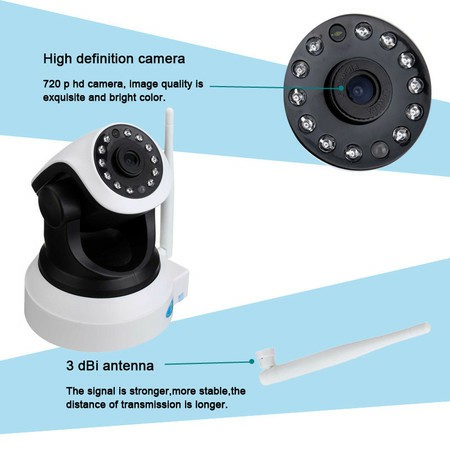 High definition camera
720 p hd camera, image quality is
exquisite and bright color.
3 dBi antenna
The signal is stronger,more stable,the
distance of transmission is longer.